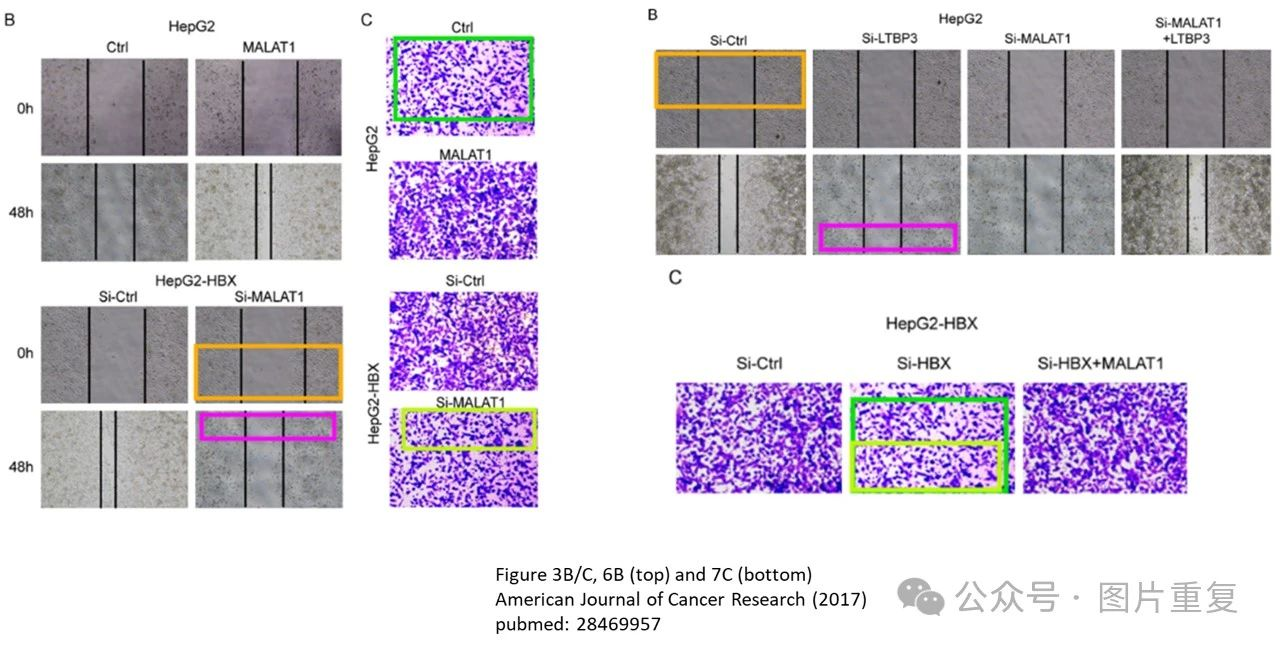 B
HepG2
Ctrl
MALAT1
0h
48h
HepG2-HBX
Si-Ctrl
Si-MALAT1
0h
48h
C
Ctrl
HepG2
MALAT1
Si-Ctrl
HepG2-HBX
Si-MALAT1
B
HepG2
Si-Ctrl
Si-LTBP3
Si-MALAT1
Si-MALAT1
+LTBP3
C
HepG2-HBX
Si-Ctrl
Si-HBX
Si-HBX+MALAT1
Figure 3B/C, 6B (top) and 7C (bottom)
American Journal of Cancer Research (2017)
pubmed: 28469957
公众号 · 图片重复